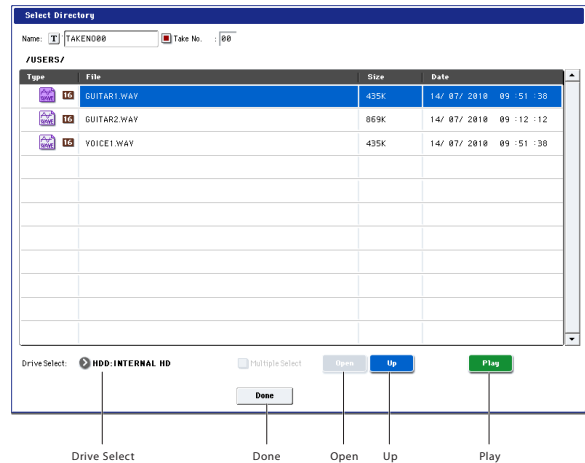 Select Directory
Name: T TAKENO00 Take No. : 00
/USERS/
Type File Size Date
WAVE 16 GUITAR1.WAV 435K 14/ 07/ 2010 09 :51 :38
WAVE 16 GUITAR2.WAV 869K 14/ 07/ 2010 09 :12 :12
WAVE 16 VOICE1.WAV 435K 14/ 07/ 2010 09 :51 :38
Drive Select: HDD:INTERNAL HD Multiple Select Open Up Play
Done
Drive Select Done Open Up Play